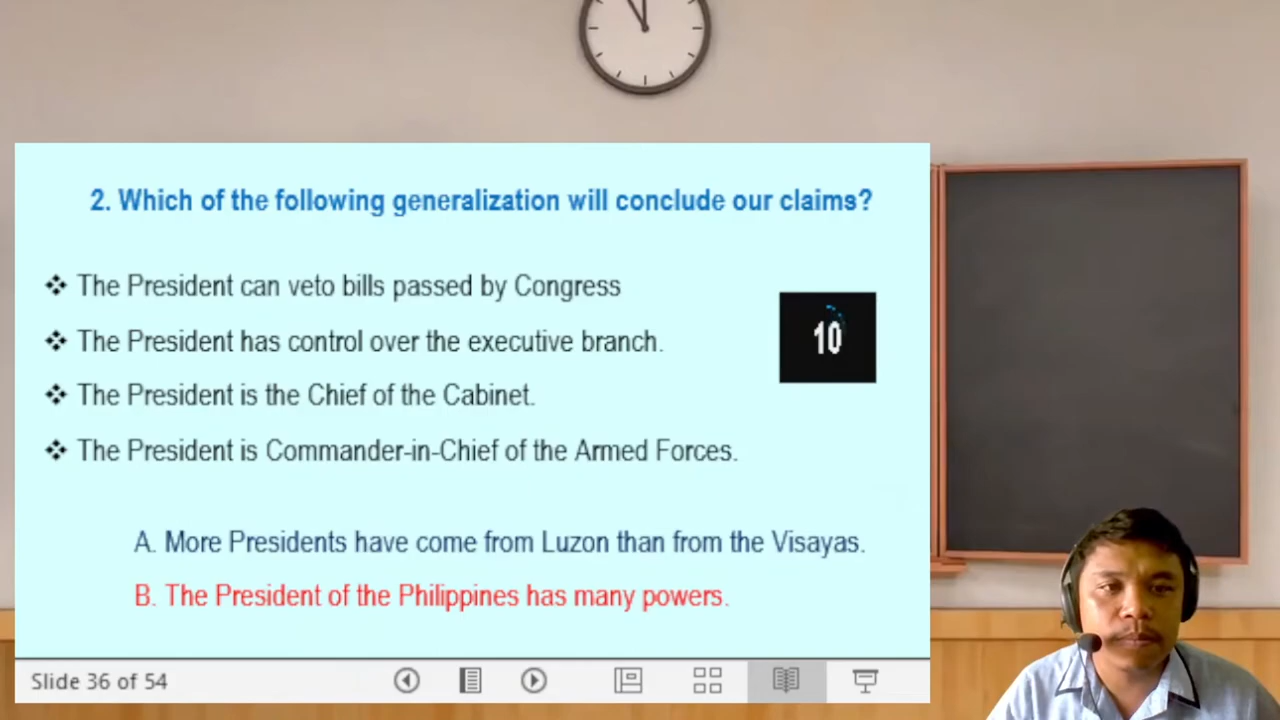 2. Which of the following generalization will conclude our claims?
The President can veto bills passed by Congress
The President has control over the executive branch.
10
The President is the Chief of the Cabinet.
The President is Commander-in-Chief of the Armed Forces.
A. More Presidents have come from Luzon than from the Visayas.
B. The President of the Philippines has many powers.
Slide 36 of 54